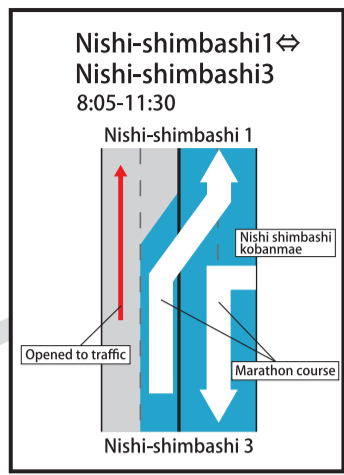 Nishi-shimbashi1⇔
Nishi-shimbashi3
8:05-11:30
Nishi-shimbashi 1
Nishi shimbashi
kobanmae
Opened to traffic
Marathon course
Nishi-shimbashi 3